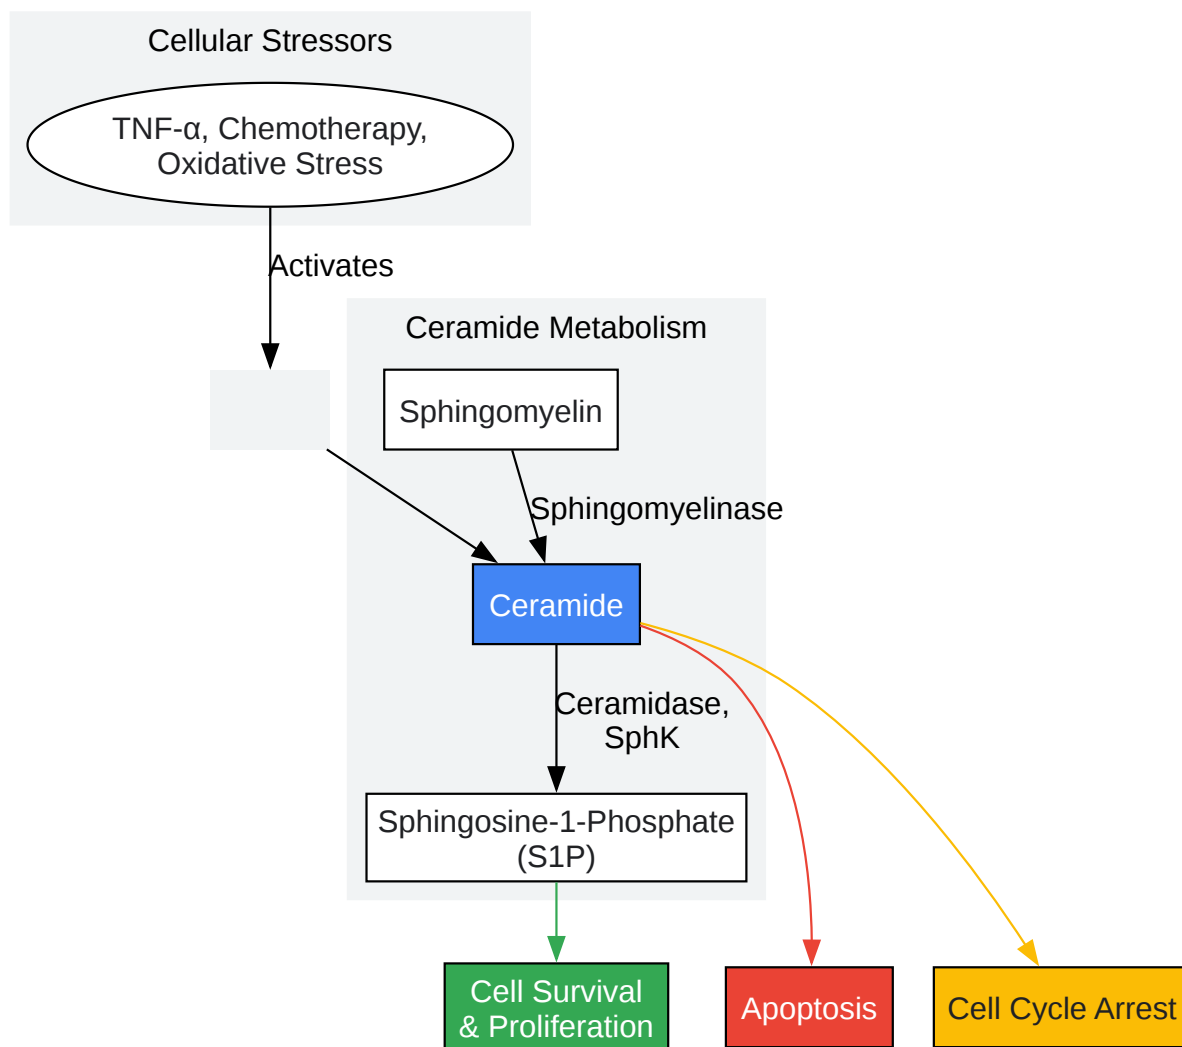 Cellular Stressors
TNF-α, Chemotherapy,
Oxidative Stress
Activates
Ceramide Metabolism
Sphingomyelin
Sphingomyelinase
Ceramide
Ceramidase,
SphK
Sphingosine-1-Phosphate
(S1P)
Cell Survival
& Proliferation
Apoptosis
Cell Cycle Arrest